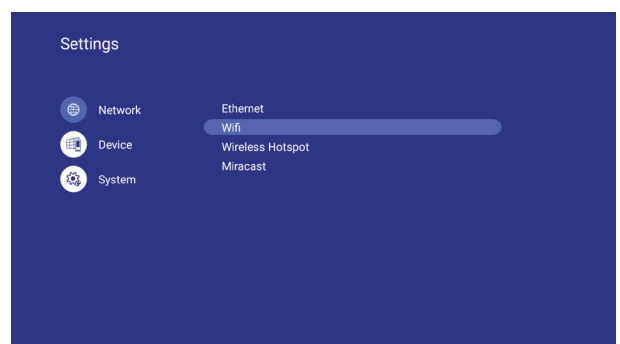 Settings
Network
Device
System
Ethernet
Wifi
Wireless Hotspot
Miracast